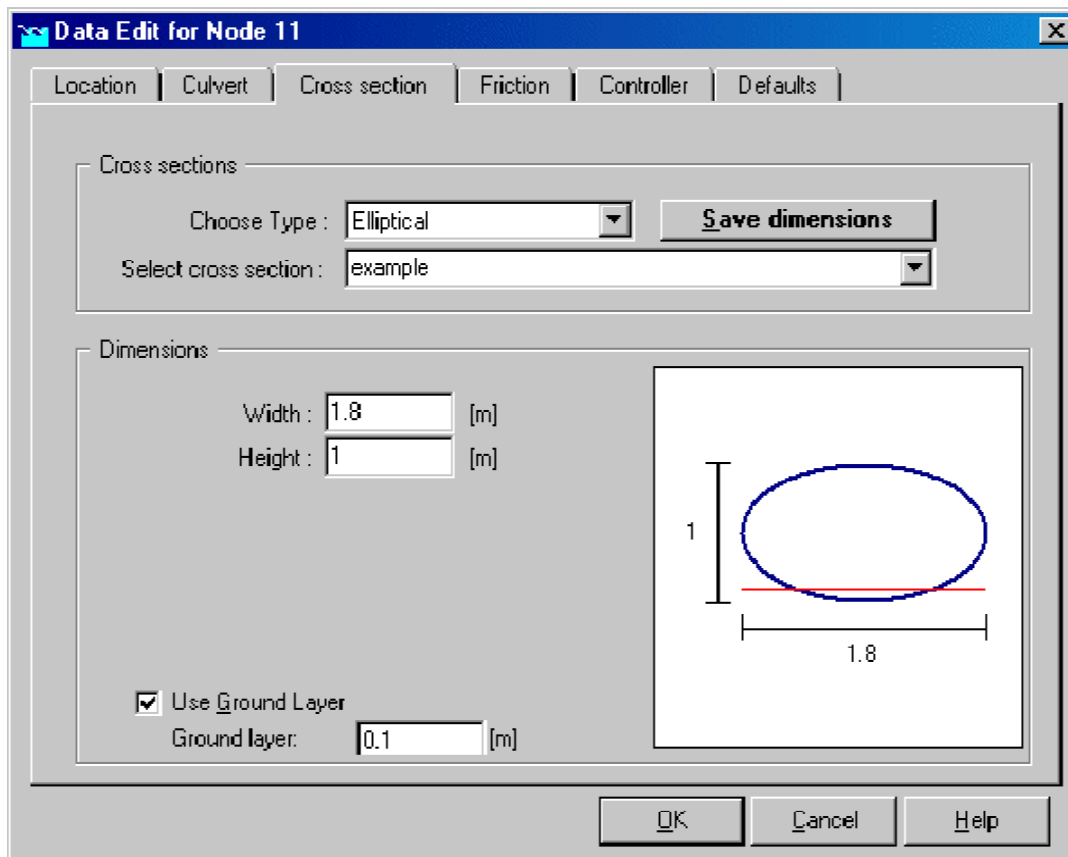 Data Edit for Node 11
Location Culvert Cross section Friction Controller Defaults
Cross sections
Choose Type : Elliptical Save dimensions
Select cross section : example
Dimensions
Width : 1.8 [m]
Height : 1 [m]
1
1.8
Use Ground Layer
Ground layer: 0.1 [m]
OK Cancel Help